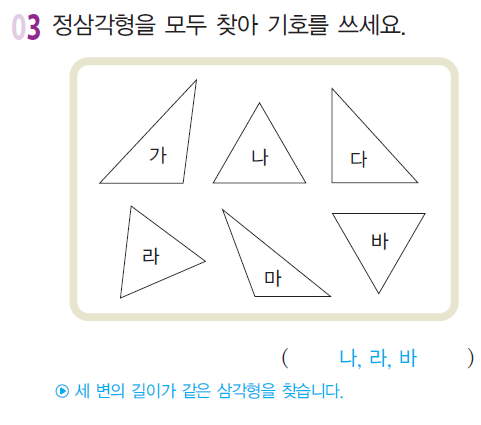 03 정삼각형을 모두 찾아 기호를 쓰세요.
가 나 다
라 마 바
( 나, 라, 바 )
세 변의 길이가 같은 삼각형을 찾습니다.